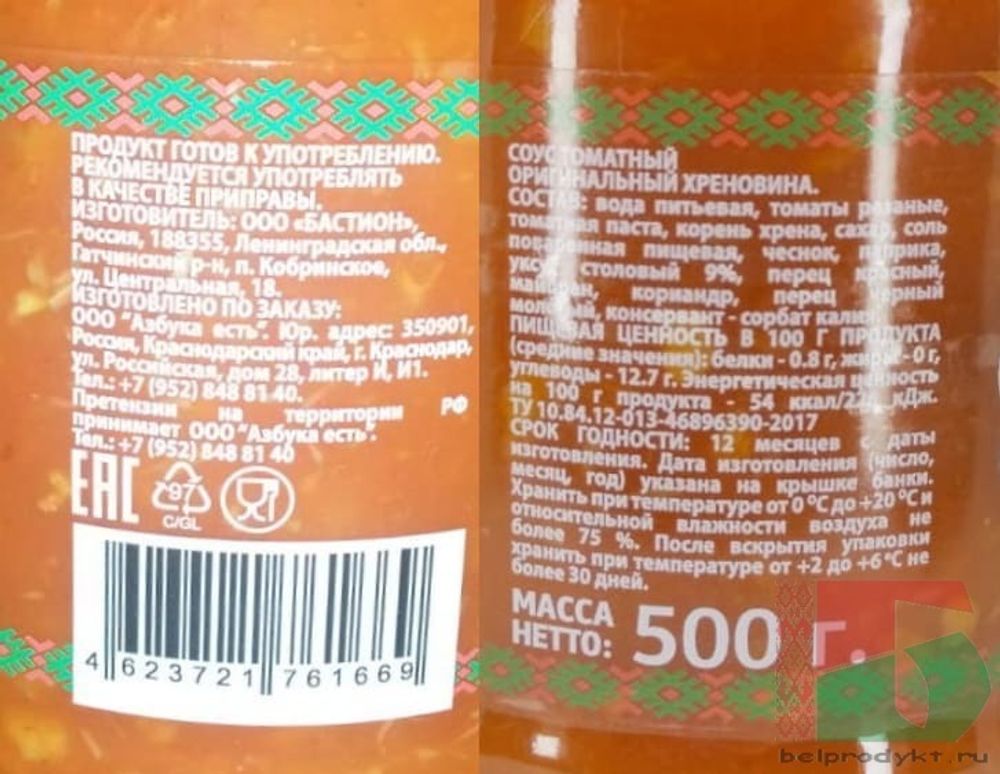 ПРОДУКТ ГОТОВ К УПОТРЕБЛЕНИЮ.
РЕКОМЕНДУЕТСЯ УПОТРЕБЛЯТЬ
В КАЧЕСТВЕ ПРИПРАВЫ.
ИЗГОТОВИТЕЛЬ: ООО «БАСТИОН»,
Россия, 188355, Ленинградская обл.,
Гатчинский р-н, п. Кобринское,
ул. Центральная, 18.
ИЗГОТОВЛЕНО ПО ЗАКАЗУ:
ООО "Азбука есть". Юр. адрес: 350901,
Россия, Краснодарский край, г. Краснодар,
ул. Российская, дом 28, литер И, И1.
Тел.: +7 (952) 848 81 40.
Претензии на территории РФ
принимает ООО "Азбука есть".
Тел.: +7 (952) 848 81 40
EAC
97
C/GL
4 623721 761669
СОУС ТОМАТНЫЙ
ОРИГИНАЛЬНЫЙ ХРЕНОВИНА.
СОСТАВ: вода питьевая, томаты резаные,
томатная паста, корень хрена, сахар, соль
поваренная пищевая, чеснок, паприка,
уксус столовый 9%, перец красный,
майоран, кориандр, перец черный
молотый, консервант - сорбат калия.
ПИЩЕВАЯ ЦЕННОСТЬ В 100 Г ПРОДУКТА
(средние значения): белки - 0.8 г, жиры - 0 г,
углеводы - 12.7 г. Энергетическая ценность
на 100 г продукта - 54 ккал/ кДж.
ТУ 10.84.12-013-46896390-2017
СРОК ГОДНОСТИ: 12 месяцев с даты
изготовления. Дата изготовления (число,
месяц, год) указана на крышке банки.
Хранить при температуре от 0 °С до +20 °С и
относительной влажности воздуха не
более 75 %. После вскрытия упаковки
хранить при температуре от +2 до +6 °С не
более 30 дней.
МАССА
НЕТТО: 500 г.
belprodykt.ru